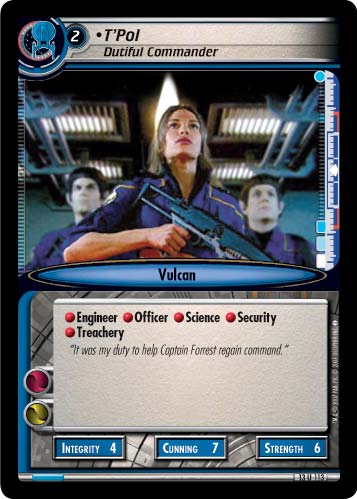 2
•T'Pol
Dutiful Commander
Vulcan
Engineer Officer Science Security
Treachery
"It was my duty to help Captain Forrest regain command."
INTEGRITY 4 CUNNING 7 STRENGTH 6